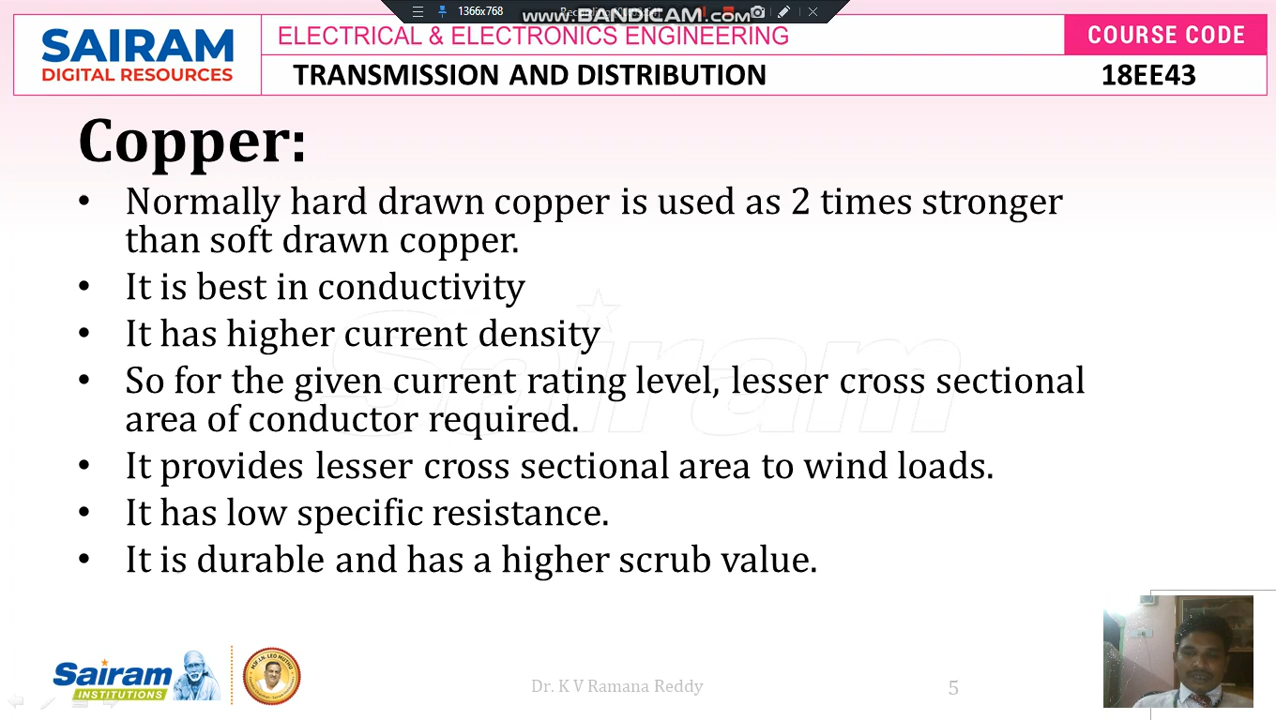 1366x768
www.BANDICAM.com
SAIRAM
DIGITAL RESOURCES
ELECTRICAL & ELECTRONICS ENGINEERING
COURSE CODE
TRANSMISSION AND DISTRIBUTION
18EE43
Copper:
• Normally hard drawn copper is used as 2 times stronger
than soft drawn copper.
• It is best in conductivity
• It has higher current density
• So for the given current rating level, lesser cross sectional
area of conductor required.
• It provides lesser cross sectional area to wind loads.
• It has low specific resistance.
• It is durable and has a higher scrub value.
Sairam
Sairam
INSTITUTIONS
Dr. K V Ramana Reddy
5